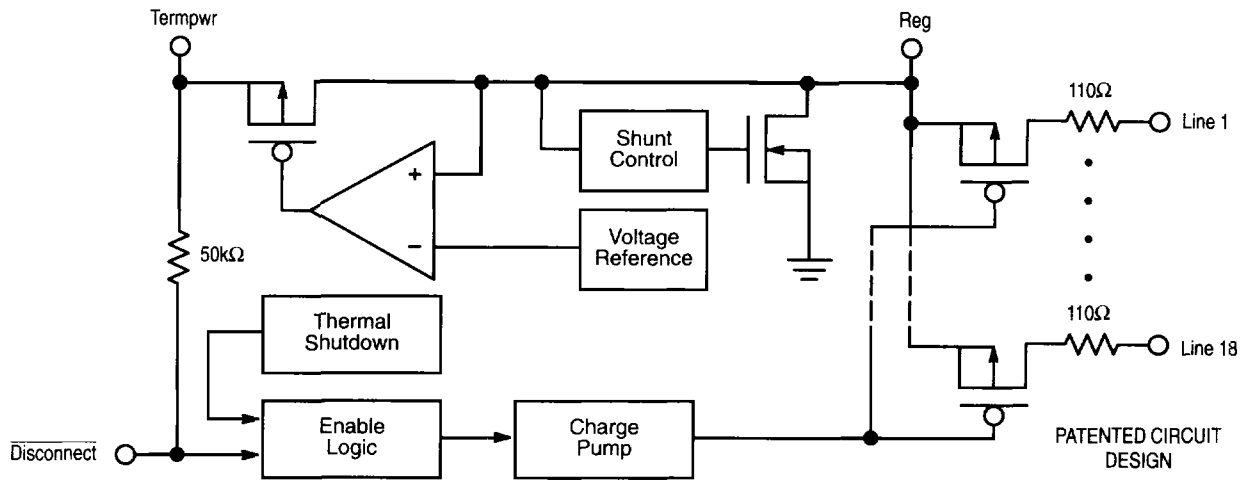 Termpwr
Reg
110Ω
Line 1
Shunt
Control
+
−
Voltage
Reference
50kΩ
Thermal
Shutdown
110Ω
Line 18
Enable
Logic
Charge
Pump
Disconnect
PATENTED CIRCUIT
DESIGN